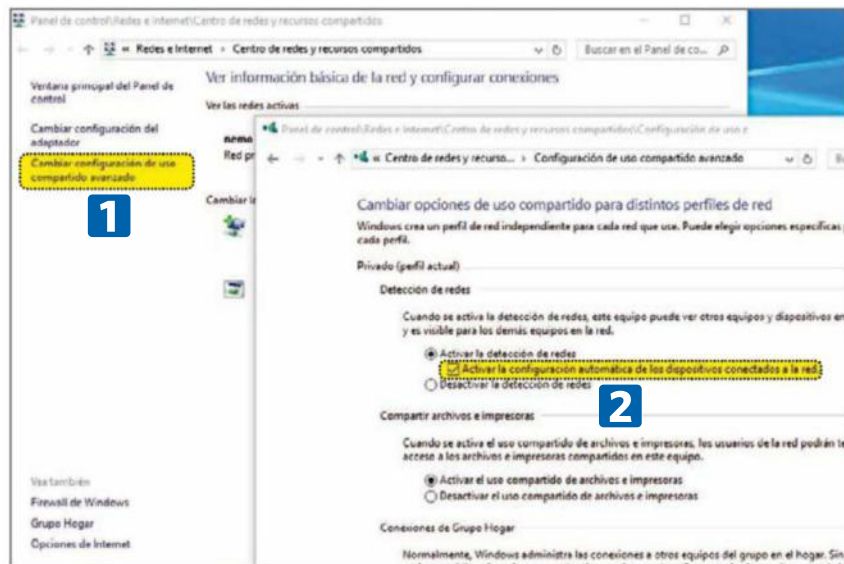 Panel de control\Redes e Internet\Centro de redes y recursos compartidos
« Redes e Internet › Centro de redes y recursos compartidos
Buscar en el Panel de co...
Ventana principal del Panel de
control
Cambiar configuración del
adaptador
Cambiar configuración de uso
compartido avanzado
1
Vea también
Firewall de Windows
Grupo Hogar
Opciones de Internet
Ver información básica de la red y configurar conexiones
Ver las redes activas
nemo
Red pr
Cambiar
Panel de control\Redes e Internet\Centro de redes y recursos compartidos\Configuración de uso
« Centro de redes y recurso... › Configuración de uso compartido avanzado
Cambiar opciones de uso compartido para distintos perfiles de red
Windows crea un perfil de red independiente para cada red que use. Puede elegir opciones específicas
cada perfil.
Privado (perfil actual)
Detección de redes
Cuando se activa la detección de redes, este equipo puede ver otros equipos y dispositivos en
y es visible para los demás equipos en la red.
Activar la detección de redes
Activar la configuración automática de los dispositivos conectados a la red.
Desactivar la detección de redes
2
Compartir archivos e impresoras
Cuando se activa el uso compartido de archivos e impresoras, los usuarios de la red podrán te
acceso a los archivos e impresoras compartidos en este equipo.
Activar el uso compartido de archivos e impresoras
Desactivar el uso compartido de archivos e impresoras
Conexiones de Grupo Hogar
Normalmente, Windows administra las conexiones a otros equipos del grupo en el hogar. Sin